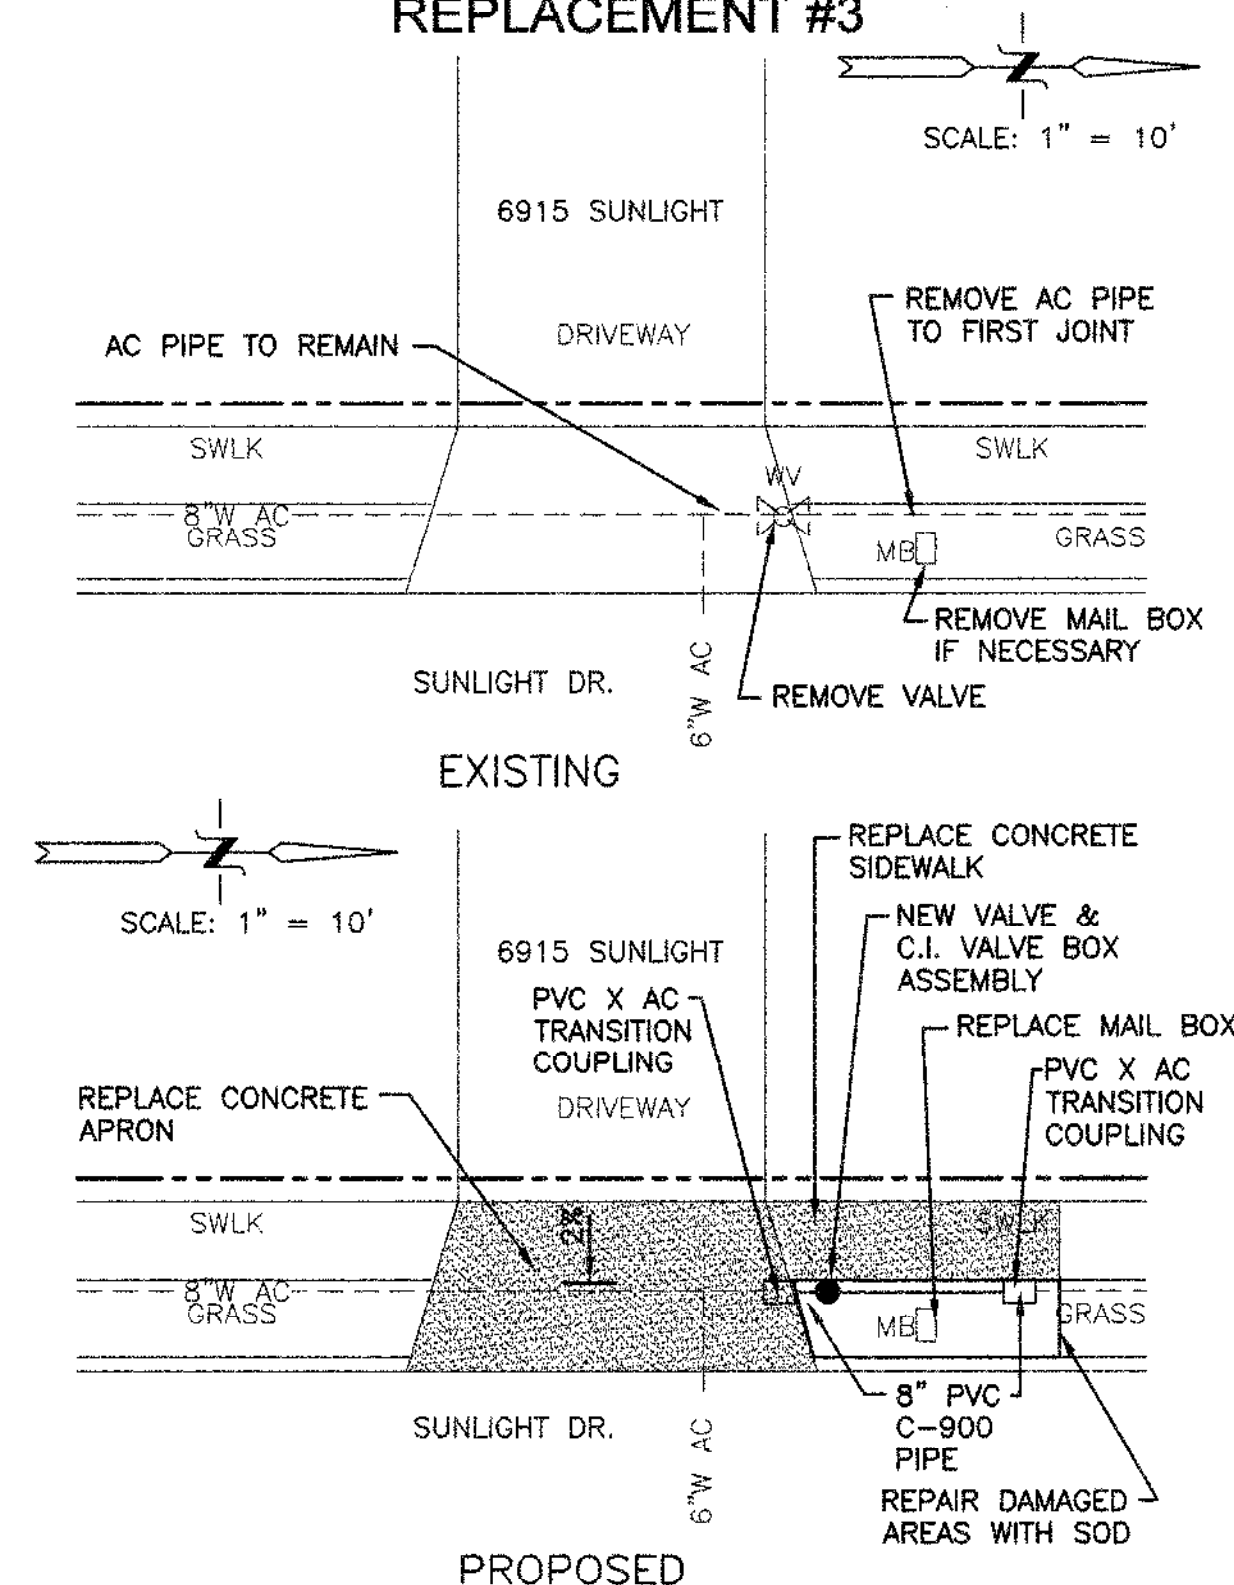 REPLACEMENT #3
SCALE: 1" = 10'
6915 SUNLIGHT
DRIVEWAY
REMOVE AC PIPE
TO FIRST JOINT
AC PIPE TO REMAIN
SWLK
SWLK
WV
8"W AC
GRASS
MB
GRASS
REMOVE MAIL BOX
IF NECESSARY
6"W AC
SUNLIGHT DR.
REMOVE VALVE
EXISTING
SCALE: 1" = 10'
REPLACE CONCRETE
SIDEWALK
NEW VALVE &
C.I. VALVE BOX
ASSEMBLY
6915 SUNLIGHT
PVC X AC
TRANSITION
COUPLING
REPLACE MAIL BOX
PVC X AC
TRANSITION
COUPLING
REPLACE CONCRETE
APRON
DRIVEWAY
SWLK
2%
SWLK
8"W AC
GRASS
MB
GRASS
8" PVC
C-900
PIPE
SUNLIGHT DR.
6"W AC
REPAIR DAMAGED
AREAS WITH SOD
PROPOSED